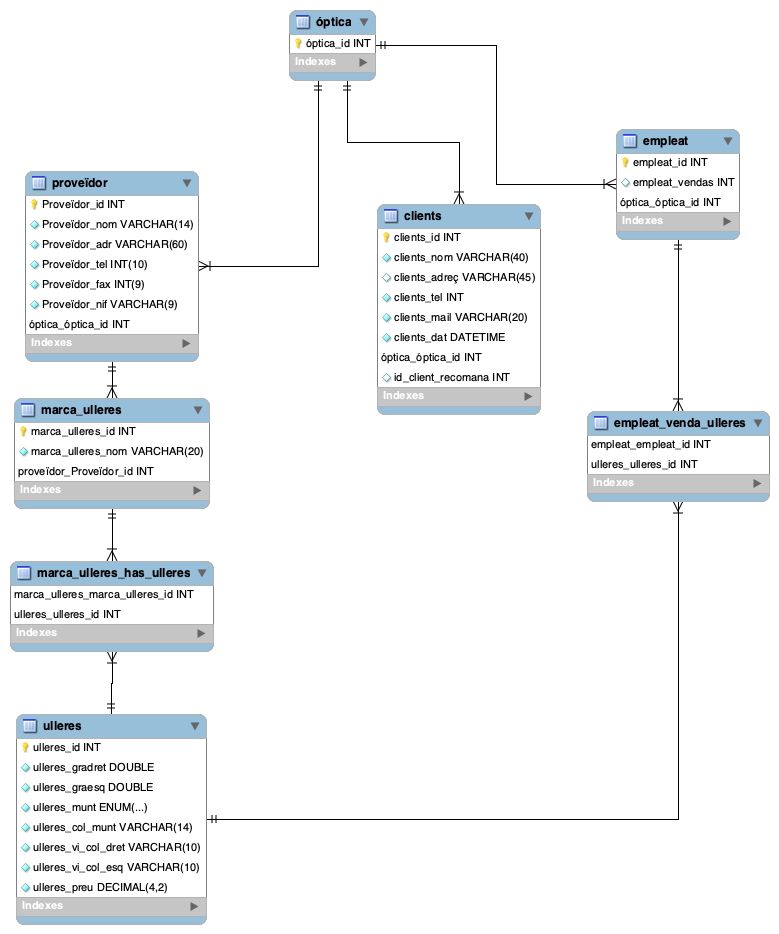 óptica
óptica_id INT
Indexes
empleat
empleat_id INT
empleat_vendas INT
óptica_óptica_id INT
Indexes
proveïdor
Proveïdor_id INT
Proveïdor_nom VARCHAR(14)
Proveïdor_adr VARCHAR(60)
Proveïdor_tel INT(10)
Proveïdor_fax INT(9)
Proveïdor_nif VARCHAR(9)
óptica_óptica_id INT
Indexes
clients
clients_id INT
clients_nom VARCHAR(40)
clients_adreç VARCHAR(45)
clients_tel INT
clients_mail VARCHAR(20)
clients_dat DATETIME
óptica_óptica_id INT
id_client_recomana INT
Indexes
marca_ulleres
marca_ulleres_id INT
marca_ulleres_nom VARCHAR(20)
proveïdor_Proveïdor_id INT
Indexes
empleat_venda_ulleres
empleat_empleat_id INT
ulleres_ulleres_id INT
Indexes
marca_ulleres_has_ulleres
marca_ulleres_marca_ulleres_id INT
ulleres_ulleres_id INT
Indexes
ulleres
ulleres_id INT
ulleres_gradret DOUBLE
ulleres_graesq DOUBLE
ulleres_munt ENUM(...)
ulleres_col_munt VARCHAR(14)
ulleres_vi_col_dret VARCHAR(10)
ulleres_vi_col_esq VARCHAR(10)
ulleres_preu DECIMAL(4,2)
Indexes